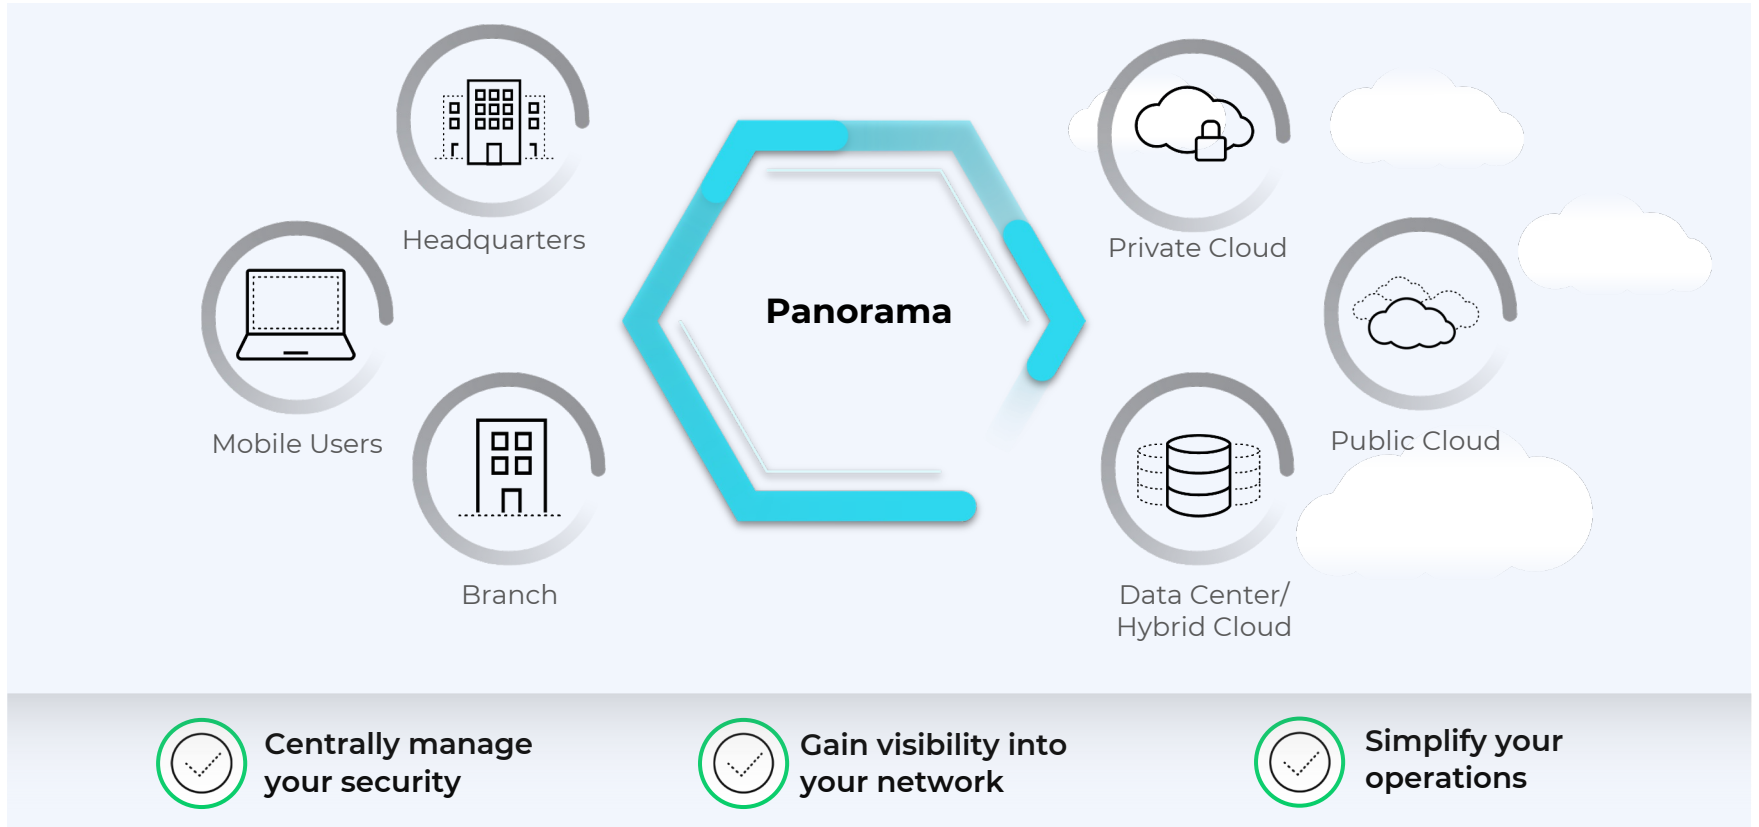 Headquarters
Mobile Users
Branch
Panorama
Private Cloud
Public Cloud
Data Center/
Hybrid Cloud
Centrally manage
your security
Gain visibility into
your network
Simplify your
operations